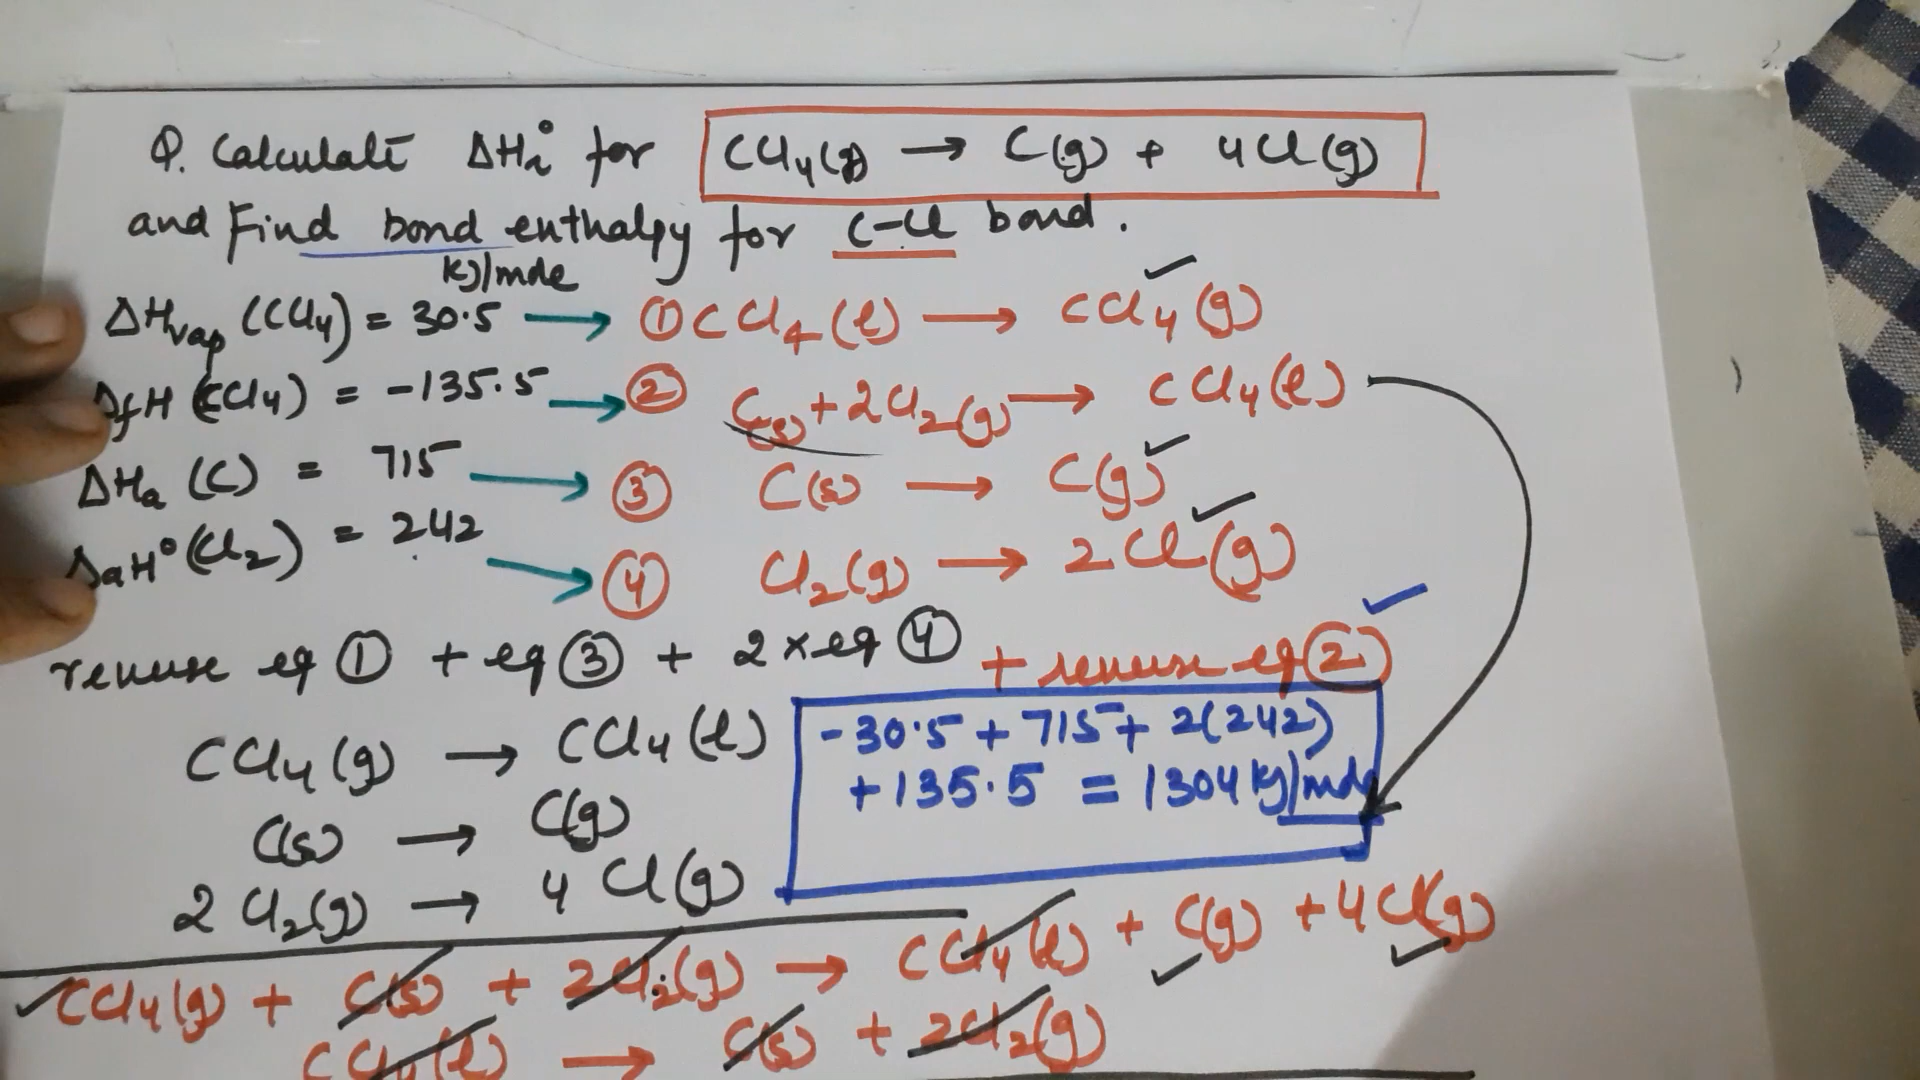 Q. Calculate ΔHr° for CCl4(g) → C(g) + 4Cl(g)
and Find bond enthalpy for C-Cl bond.
kJ/mole
ΔHvap (CCl4) = 30.5 → ① CCl4(l) → CCl4(g)
ΔfH (CCl4) = -135.5 → ② C(s) + 2Cl2(g) → CCl4(l)
ΔHa (C) = 715 → ③ C(s) → C(g)
ΔaH° (Cl2) = 242 → ④ Cl2(g) → 2Cl(g)
reverse eq ① + eq ③ + 2 × eq ④ + reverse eq ②
CCl4(g) → CCl4(l)
C(s) → C(g)
2Cl2(g) → 4Cl(g)
-30.5 + 715 + 2(242)
+135.5 = 1304 kJ/mole
CCl4(g) + C(s) + 2Cl2(g) → CCl4(l) + C(g) + 4Cl(g)
CCl4(l) → C(s) + 2Cl2(g)